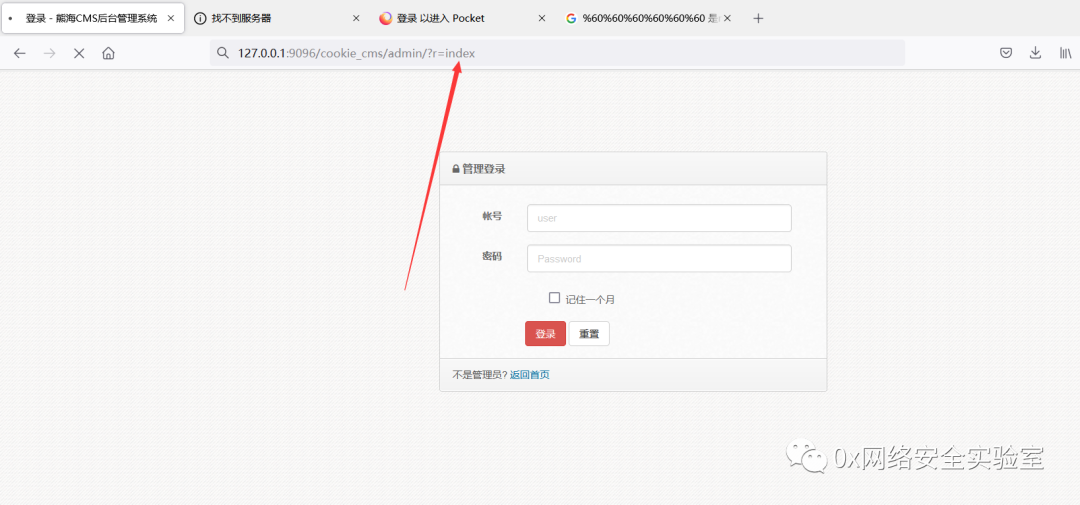 登录 - 熊海CMS后台管理系统
找不到服务器
登录 以进入 Pocket
%60%60%60%60%60%60 是
127.0.0.1:9096/cookie_cms/admin/?r=index
管理登录
帐号 user
密码 Password
记住一个月
登录 重置
不是管理员? 返回首页
0x网络安全实验室